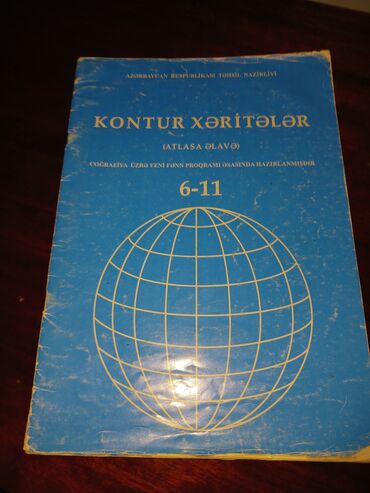 AZƏRBAYCAN RESPUBLİKASI TƏHSİL NAZİRLİYİ
KONTUR XƏRİTƏLƏR
(ATLASA ƏLAVƏ)
COĞRAFİYA ÜZRƏ YENİ FƏNN PROQRAMI ƏSASINDA HAZIRLANMIŞDIR
6-11